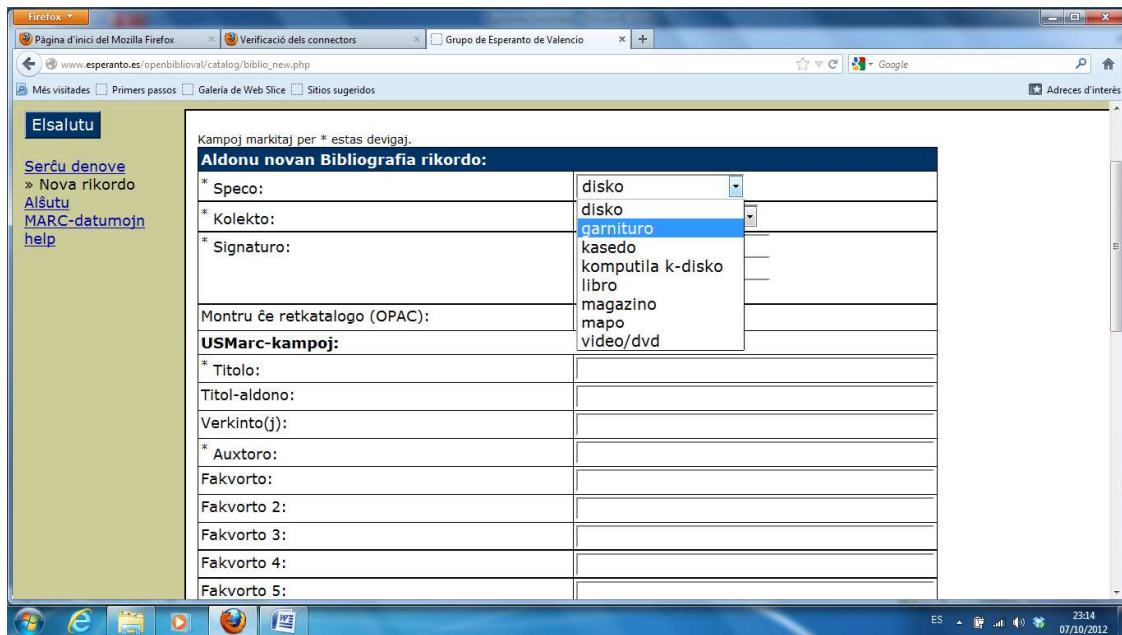 Firefox
Pàgina d'inici del Mozilla Firefox
Verificació dels connectors
Grupo de Esperanto de Valencio
www.esperanto.es/openbiblioval/catalog/biblio_new.php
Google
Més visitades
Primers passos
Galería de Web Slice
Sitios sugeridos
Adreces d'interès
Elsalutu
Serĉu denove
» Nova rikordo
Alŝutu
MARC-datumojn
help
Kampoj markitaj per * estas devigaj.
Aldonu novan Bibliografia rikordo:
* Speco:
disko
* Kolekto:
* Signaturo:
disko
garnituro
kasedo
komputila k-disko
libro
magazino
mapo
video/dvd
Montru ĉe retkatalogo (OPAC):
USMarc-kampoj:
* Titolo:
Titol-aldono:
Verkinto(j):
* Auxtoro:
Fakvorto:
Fakvorto 2:
Fakvorto 3:
Fakvorto 4:
Fakvorto 5:
ES
23:14
07/10/2012